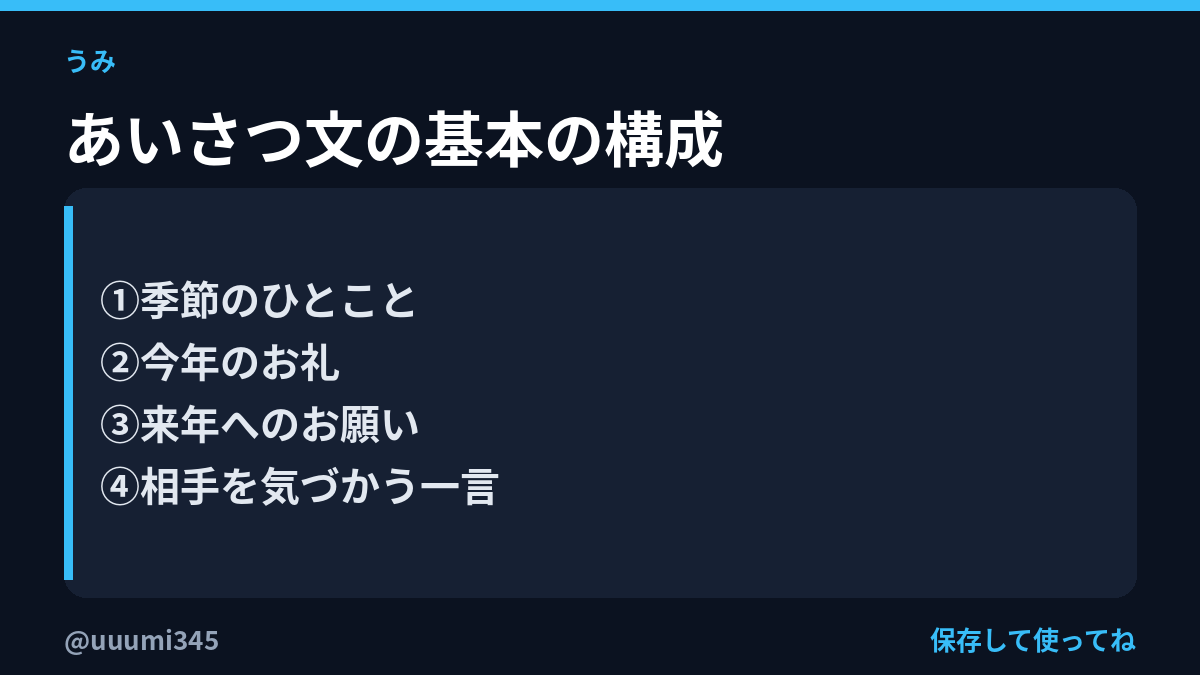 うみ
あいさつ文の基本の構成
①季節のひとこと
②今年のお礼
③来年へのお願い
④相手を気づかう一言
@uuumi345
保存して使ってね